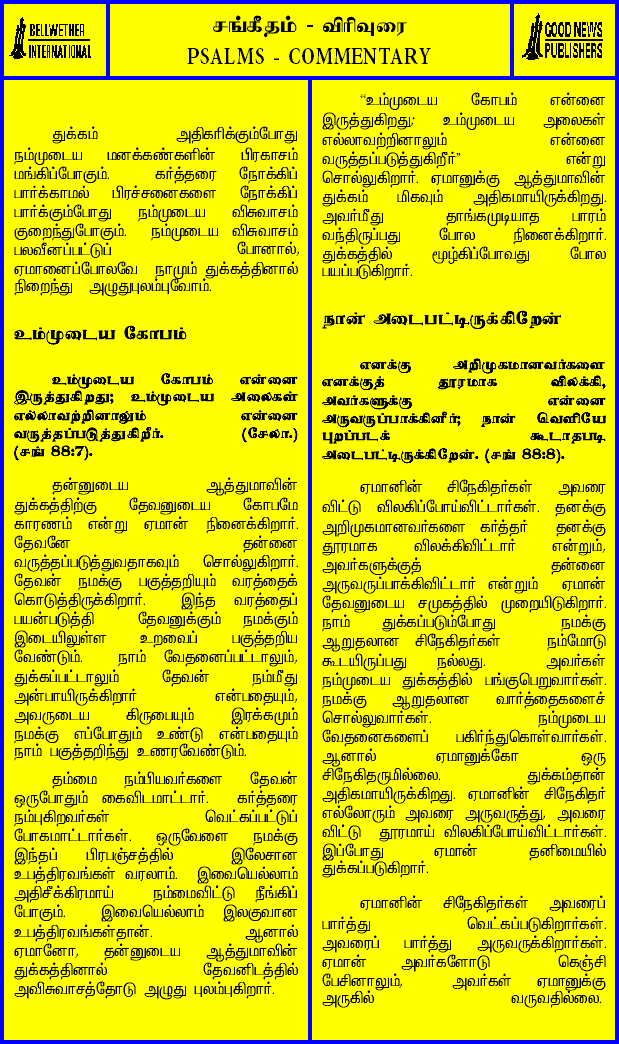 BELLWETHER
INTERNATIONAL
சங்கீதம் - விரிவுரை
PSALMS - COMMENTARY
GOOD NEWS
PUBLISHERS
துக்கம் அதிகரிக்கும்போது
நம்முடைய மனக்கண்களின் பிரகாசம்
மங்கிப்போகும். கர்த்தரை நோக்கிப்
பார்க்காமல் பிரச்சனைகளை நோக்கிப்
பார்க்கும்போது நம்முடைய விசுவாசம்
குறைந்துபோகும். நம்முடைய விசுவாசம்
பலவீனப்பட்டுப் போனால்,
ஏமானைப்போலவே நாமும் துக்கத்தினால்
நிறைந்து அழுதுபுலம்புவோம்.
உம்முடைய கோபம்
உம்முடைய கோபம் என்னை
இருத்துகிறது; உம்முடைய அலைகள்
எல்லாவற்றினாலும் என்னை
வருத்தப்படுத்துகிறீர். (சேலா.)
(சங் 88:7).
தன்னுடைய ஆத்துமாவின்
துக்கத்திற்கு தேவனுடைய கோபமே
காரணம் என்று ஏமான் நினைக்கிறார்.
தேவனே தன்னை
வருத்தப்படுத்துவதாகவும் சொல்லுகிறார்.
தேவன் நமக்கு பகுத்தறியும் வரத்தைக்
கொடுத்திருக்கிறார். இந்த வரத்தைப்
பயன்படுத்தி தேவனுக்கும் நமக்கும்
இடையிலுள்ள உறவைப் பகுத்தறிய
வேண்டும். நாம் வேதனைப்பட்டாலும்,
துக்கப்பட்டாலும் தேவன் நம்மீது
அன்பாயிருக்கிறார் என்பதையும்,
அவருடைய கிருபையும் இரக்கமும்
நமக்கு எப்போதும் உண்டு என்பதையும்
நாம் பகுத்தறிந்து உணரவேண்டும்.
தம்மை நம்பியவர்களை தேவன்
ஒருபோதும் கைவிடமாட்டார். கர்த்தரை
நம்புகிறவர்கள் வெட்கப்பட்டுப்
போகமாட்டார்கள். ஒருவேளை நமக்கு
இந்தப் பிரபஞ்சத்தில் இலேசான
உபத்திரவங்கள் வரலாம். இவையெல்லாம்
அதிசீக்கிரமாய் நம்மைவிட்டு நீங்கிப்
போகும். இவையெல்லாம் இலகுவான
உபத்திரவங்கள்தான். ஆனால்
ஏமானோ, தன்னுடைய ஆத்துமாவின்
துக்கத்தினால் தேவனிடத்தில்
அவிசுவாசத்தோடு அழுது புலம்புகிறார்.
“உம்முடைய கோபம் என்னை
இருத்துகிறது; உம்முடைய அலைகள்
எல்லாவற்றினாலும் என்னை
வருத்தப்படுத்துகிறீர்” என்று
சொல்லுகிறார். ஏமானுக்கு ஆத்துமாவின்
துக்கம் மிகவும் அதிகமாயிருக்கிறது.
அவர்மீது தாங்கமுடியாத பாரம்
வந்திருப்பது போல நினைக்கிறார்.
துக்கத்தில் மூழ்கிப்போவது போல
பயப்படுகிறார்.
நான் அடைபட்டிருக்கிறேன்
எனக்கு அறிமுகமானவர்களை
எனக்குத் தூரமாக விலக்கி,
அவர்களுக்கு என்னை
அருவருப்பாக்கினீர்; நான் வெளியே
புறப்படக் கூடாதபடி
அடைபட்டிருக்கிறேன். (சங் 88:8).
ஏமானின் சிநேகிதர்கள் அவரை
விட்டு விலகிப்போய்விட்டார்கள். தனக்கு
அறிமுகமானவர்களை கர்த்தர் தனக்கு
தூரமாக விலக்கிவிட்டார் என்றும்,
அவர்களுக்குத் தன்னை
அருவருப்பாக்கிவிட்டார் என்றும் ஏமான்
தேவனுடைய சமுகத்தில் முறையிடுகிறார்.
நாம் துக்கப்படும்போது நமக்கு
ஆறுதலான சிநேகிதர்கள் நம்மோடு
கூடயிருப்பது நல்லது. அவர்கள்
நம்முடைய துக்கத்தில் பங்குபெறுவார்கள்.
நமக்கு ஆறுதலான வார்த்தைகளைச்
சொல்லுவார்கள். நம்முடைய
வேதனைகளைப் பகிர்ந்துகொள்வார்கள்.
ஆனால் ஏமானுக்கோ ஒரு
சிநேகிதருமில்லை. துக்கம்தான்
அதிகமாயிருக்கிறது. ஏமானின் சிநேகிதர்
எல்லோரும் அவரை அருவருத்து, அவரை
விட்டு தூரமாய் விலகிப்போய்விட்டார்கள்.
இப்போது ஏமான் தனிமையில்
துக்கப்படுகிறார்.
ஏமானின் சிநேகிதர்கள் அவரைப்
பார்த்து வெட்கப்படுகிறார்கள்.
அவரைப் பார்த்து அருவருக்கிறார்கள்.
ஏமான் அவர்களோடு கெஞ்சி
பேசினாலும், அவர்கள் ஏமானுக்கு
அருகில் வருவதில்லை.